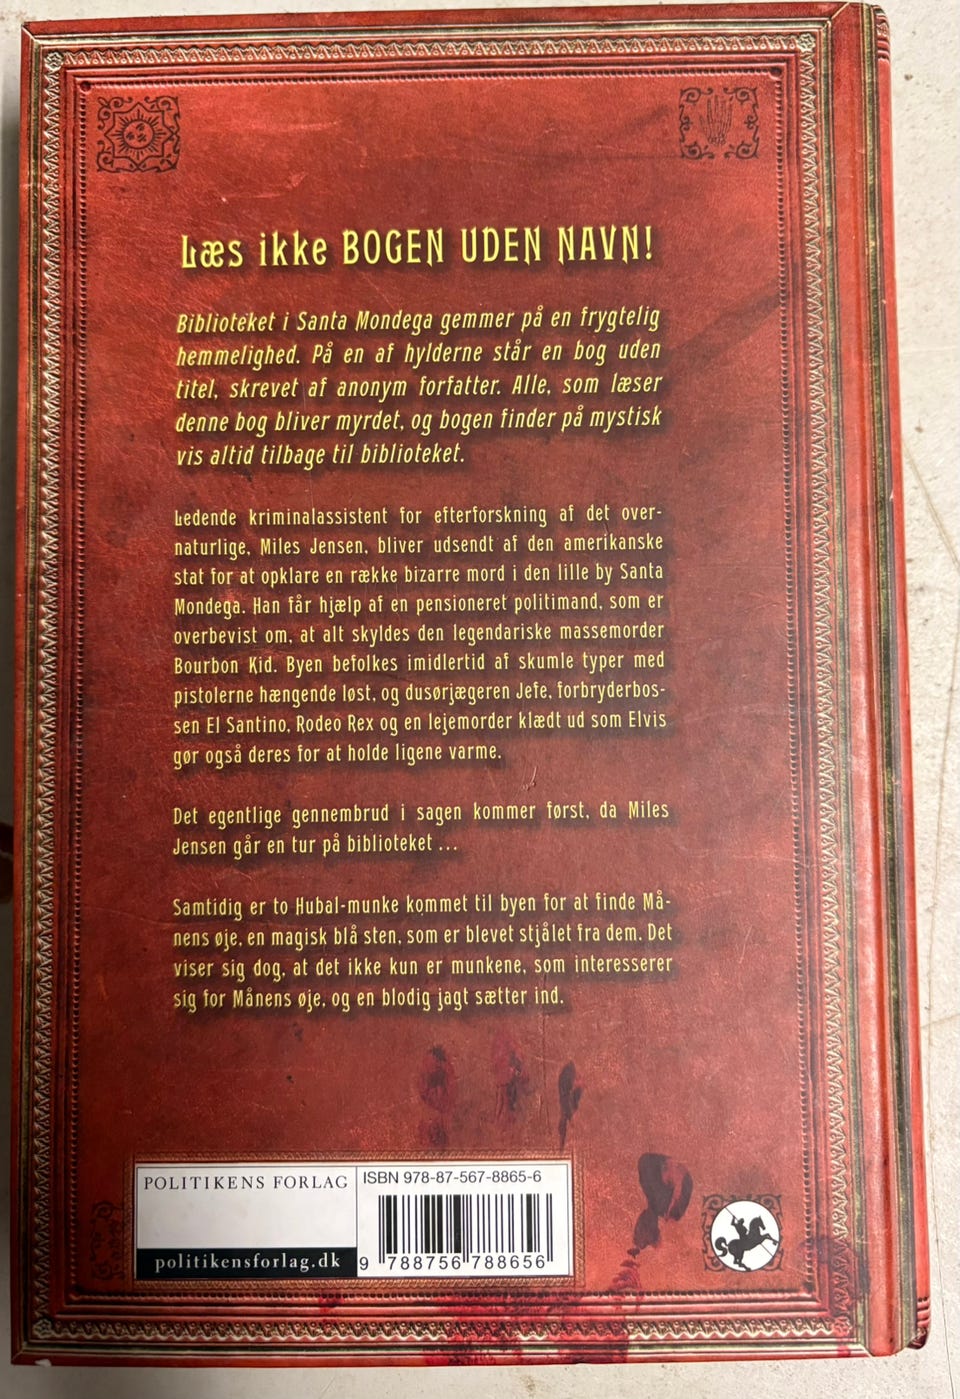 Læs ikke BOGEN UDEN NAVN!
Biblioteket i Santa Mondega gemmer på en frygtelig
hemmelighed. På en af hylderne står en bog uden
titel, skrevet af anonym forfatter. Alle, som læser
denne bog bliver myrdet, og bogen finder på mystisk
vis altid tilbage til biblioteket.
Ledende kriminalassistent for efterforskning af det over-
naturlige, Miles Jensen, bliver udsendt af den amerikanske
stat for at opklare en række bizarre mord i den lille by Santa
Mondega. Han får hjælp af en pensioneret politimand, som er
overbevist om, at alt skyldes den legendariske massemorder
Bourbon Kid. Byen befolkes imidlertid af skumle typer med
pistolerne hængende løst, og dusørjægeren Jefe, forbryderbos-
sen El Santino, Rodeo Rex og en lejemorder klædt ud som Elvis
gør også deres for at holde ligene varme.
Det egentlige gennembrud i sagen kommer først, da Miles
Jensen går en tur på biblioteket ...
Samtidig er to Hubal-munke kommet til byen for at finde Må-
nens øje, en magisk blå sten, som er blevet stjålet fra dem. Det
viser sig dog, at det ikke kun er munkene, som interesserer
sig for Månens øje, og en blodig jagt sætter ind.
POLITIKENS FORLAG
politikensforlag.dk
ISBN 978-87-567-8865-6
9 788756 788656